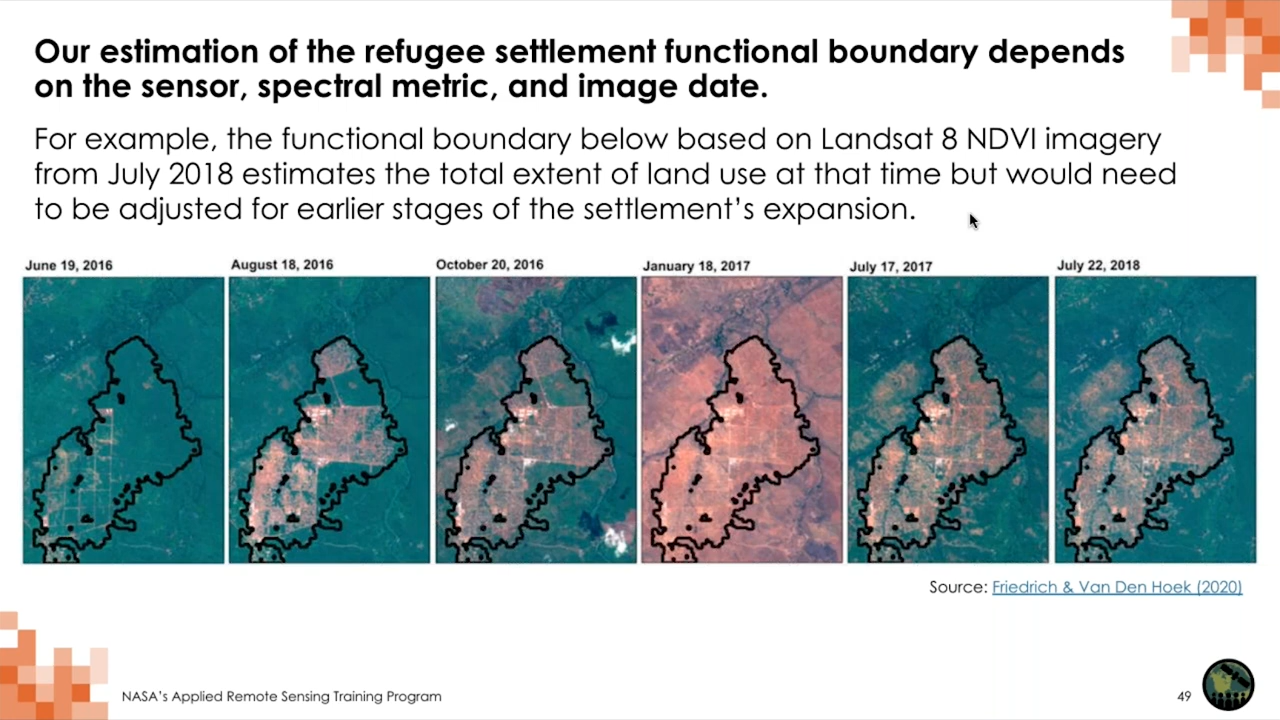 Our estimation of the refugee settlement functional boundary depends
on the sensor, spectral metric, and image date.
For example, the functional boundary below based on Landsat 8 NDVI imagery
from July 2018 estimates the total extent of land use at that time but would need
to be adjusted for earlier stages of the settlement's expansion.
June 19, 2016
August 18, 2016
October 20, 2016
January 18, 2017
July 17, 2017
July 22, 2018
Source: Friedrich & Van Den Hoek (2020)
NASA's Applied Remote Sensing Training Program
49